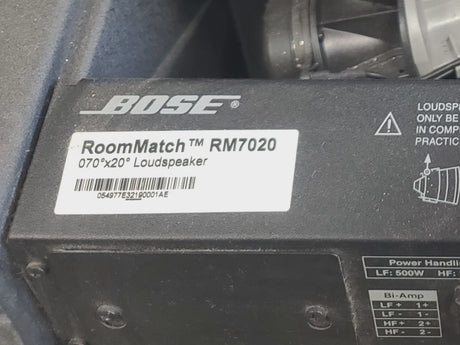 BOSE®
RoomMatch™ RM7020
070°x20° Loudspeaker
054977E32190001AE
LOUDSPE
ONLY BE
IN COMP
PRACTIC
Power Handli
LF: 500W HF:
Bi-Amp
LF + 1+
LF - 1-
HF + 2+
HF - 2-